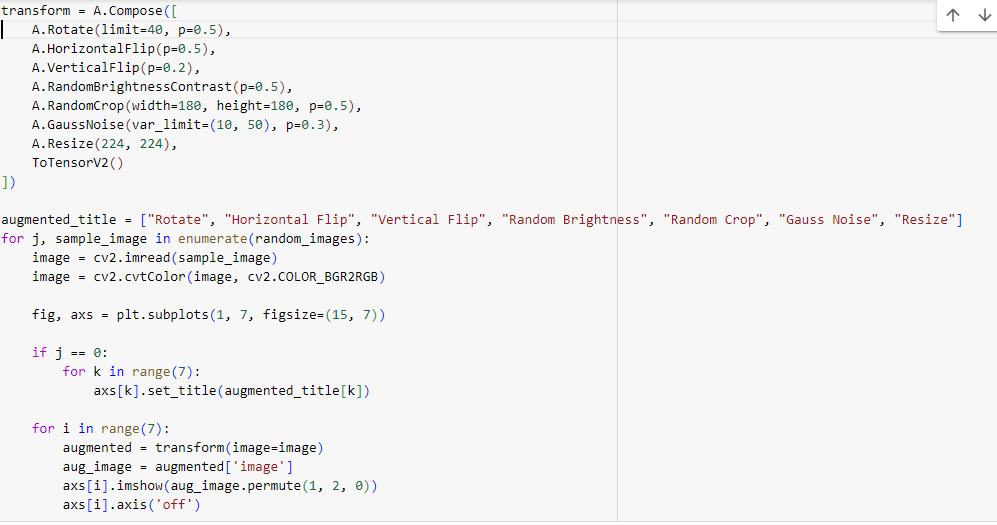 transform = A.Compose([
    A.Rotate(limit=40, p=0.5),
    A.HorizontalFlip(p=0.5),
    A.VerticalFlip(p=0.2),
    A.RandomBrightnessContrast(p=0.5),
    A.RandomCrop(width=180, height=180, p=0.5),
    A.GaussNoise(var_limit=(10, 50), p=0.3),
    A.Resize(224, 224),
    ToTensorV2()
])

augmented_title = ["Rotate", "Horizontal Flip", "Vertical Flip", "Random Brightness", "Random Crop", "Gauss Noise", "Resize"]
for j, sample_image in enumerate(random_images):
    image = cv2.imread(sample_image)
    image = cv2.cvtColor(image, cv2.COLOR_BGR2RGB)

    fig, axs = plt.subplots(1, 7, figsize=(15, 7))

    if j == 0:
        for k in range(7):
            axs[k].set_title(augmented_title[k])

    for i in range(7):
        augmented = transform(image=image)
        aug_image = augmented['image']
        axs[i].imshow(aug_image.permute(1, 2, 0))
        axs[i].axis('off')